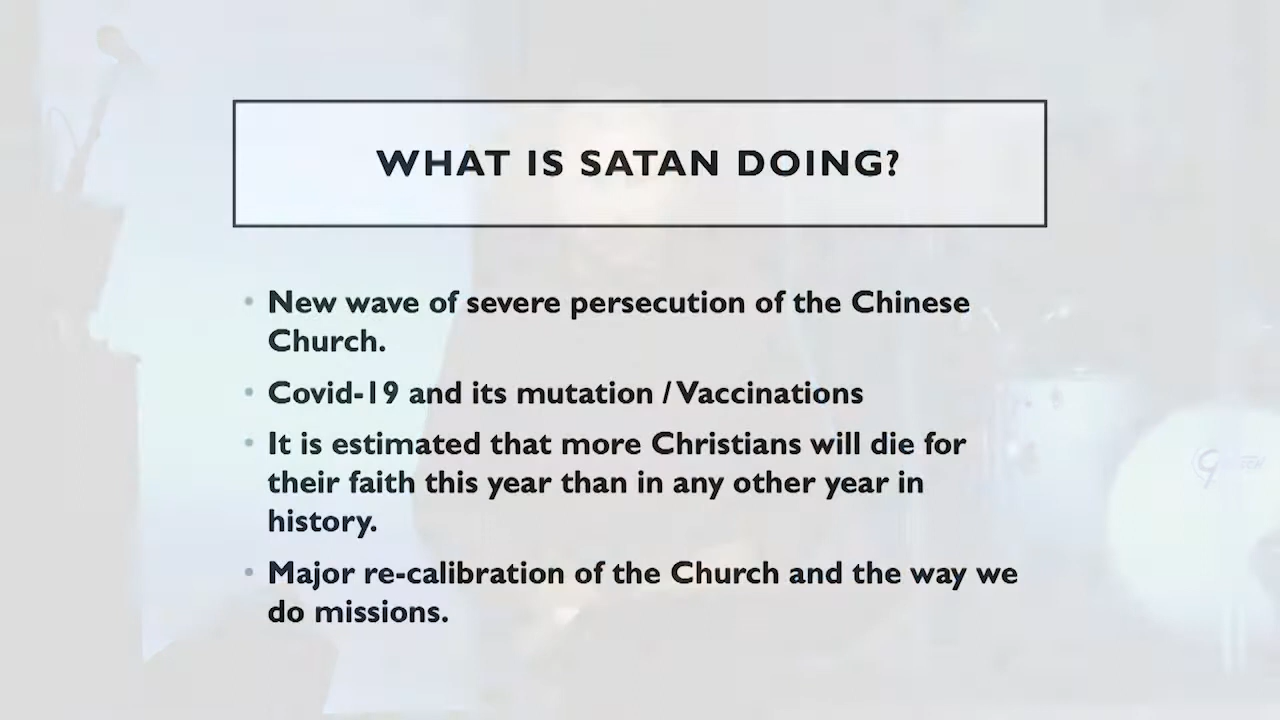 WHAT IS SATAN DOING?
• New wave of severe persecution of the Chinese
Church.
• Covid-19 and its mutation / Vaccinations
• It is estimated that more Christians will die for
their faith this year than in any other year in
history.
• Major re-calibration of the Church and the way we
do missions.